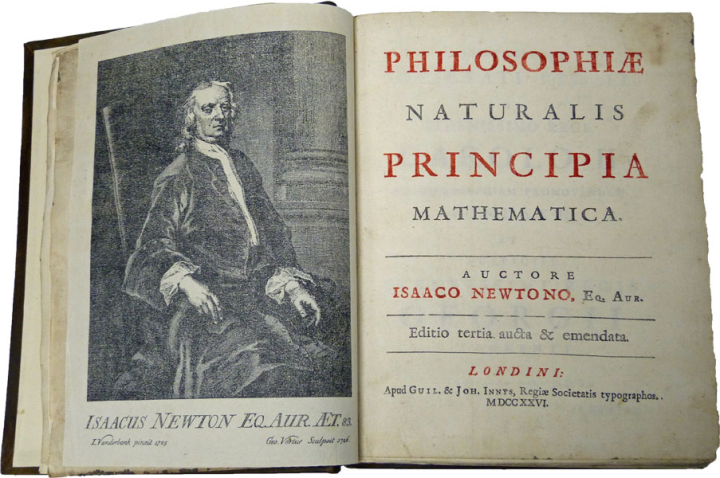 ISAACUS NEWTON EQ. AUR. ÆT. 83.
I. Vanderbank pinxit 1725 Geo. Vertue Sculpsit 1726.
PHILOSOPHIÆ
NATURALIS
PRINCIPIA
MATHEMATICA.
AUCTORE
ISAACO NEWTONO, EQ. AUR.
Editio tertia aucta & emendata.
LONDINI:
Apud GUIL. & JOH. INNYS, Regiæ Societatis typographos.
MDCCXXVI.